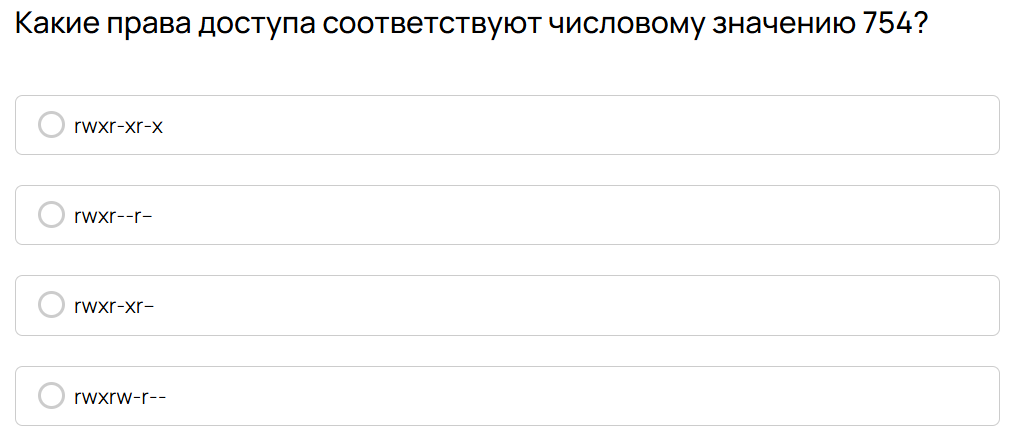 Какие права доступа соответствуют числовому значению 754?
rwxr-xr-x
rwxr--r–
rwxr-xr–
rwxrw-r--